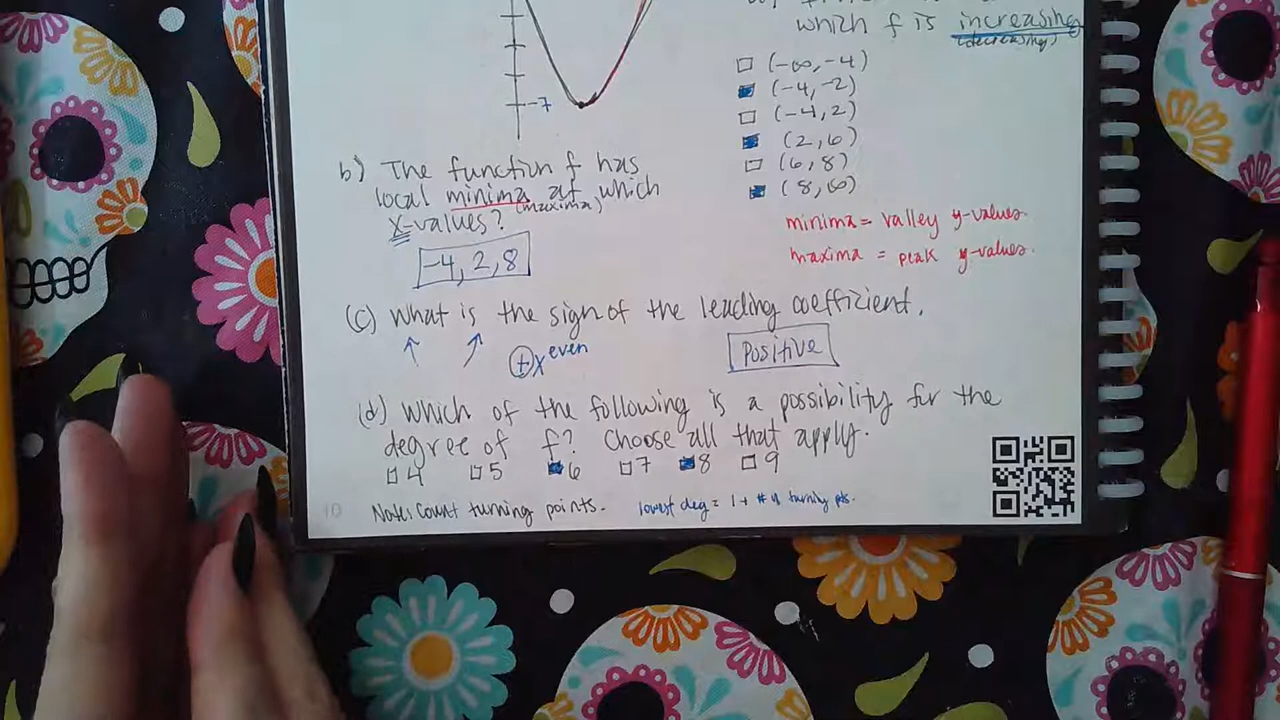 which f is increasing
(decreasing)
(-∞, -4)
(-4, -2)
(-4, 2)
(2, 6)
(6, 8)
(8, ∞)
-7
b) The function f has
local minima at which
(maxima)
x-values?
-4, 2, 8
minima = valley y-values.
maxima = peak y-values.
(c) What is the sign of the leading coefficient.
+x^even
Positive
(d) Which of the following is a possibility for the
degree of f? Choose all that apply.
4 5 6 7 8 9
Note: Count turning points. lowest deg = 1 + # of turning pts.
10